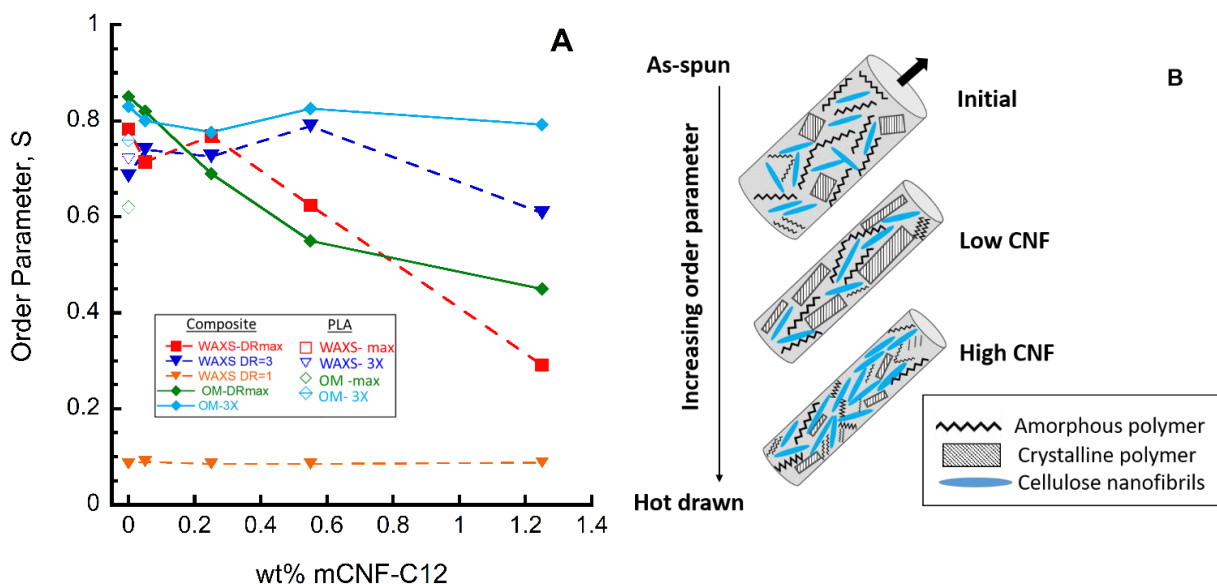 A
Order Parameter, S
1
0.8
0.6
0.4
0.2
0
0 0.2 0.4 0.6 0.8 1 1.2 1.4
wt% mCNF-C12
Composite
WAXS-DRmax
WAXS DR=3
WAXS DR=1
OM-DRmax
OM-3X
PLA
WAXS- max
WAXS- 3X
OM -max
OM- 3X
B
As-spun
Increasing order parameter
Hot drawn
Initial
Low CNF
High CNF
Amorphous polymer
Crystalline polymer
Cellulose nanofibrils